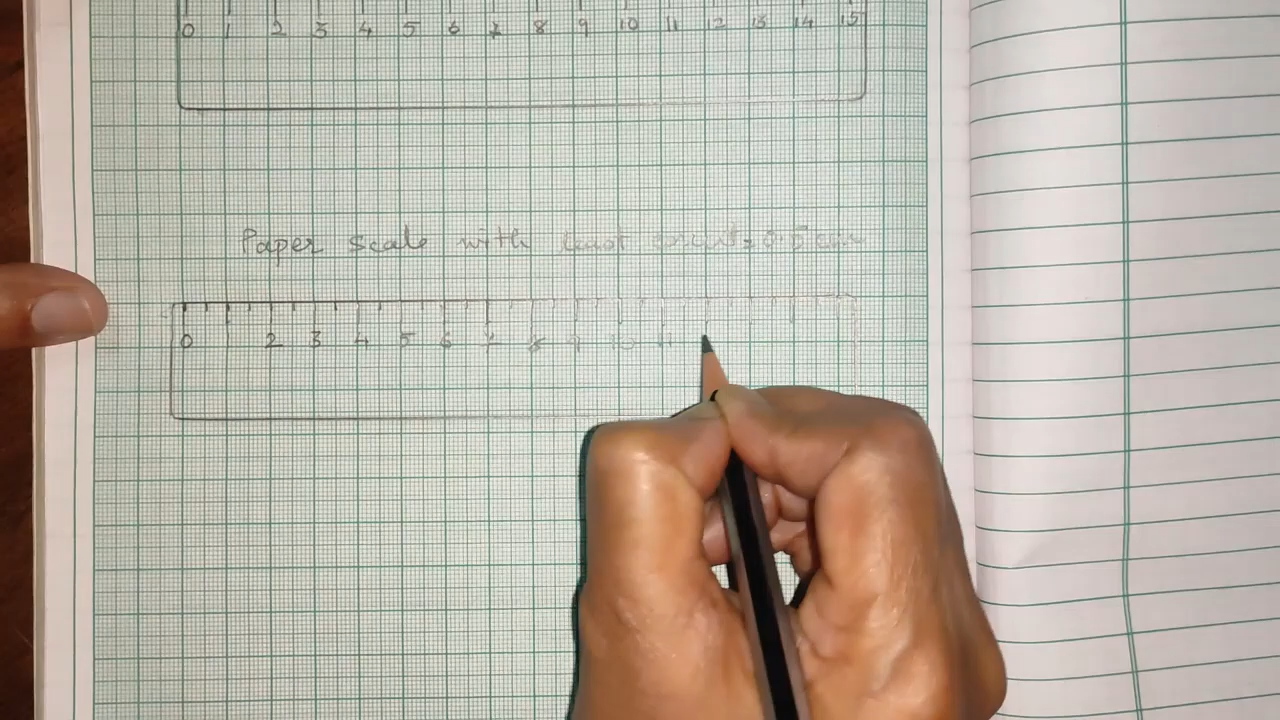 0 1 2 3 4 5 6 7 8 9 10 11 12 13 14 15
Paper scale with least count = 0.5 cm
0 1 2 3 4 5 6 7 8 9 10 11